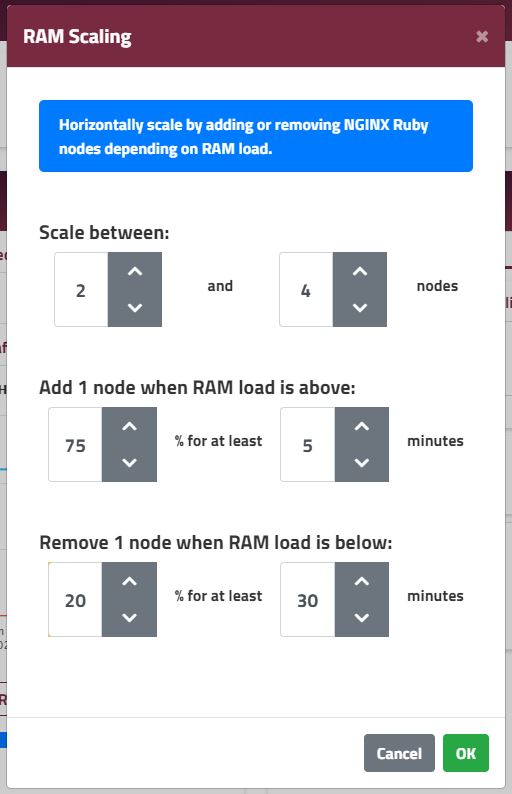 RAM Scaling ×
Horizontally scale by adding or removing NGINX Ruby
nodes depending on RAM load.
Scale between:
2 and 4 nodes
Add 1 node when RAM load is above:
75 % for at least 5 minutes
Remove 1 node when RAM load is below:
20 % for at least 30 minutes
Cancel OK